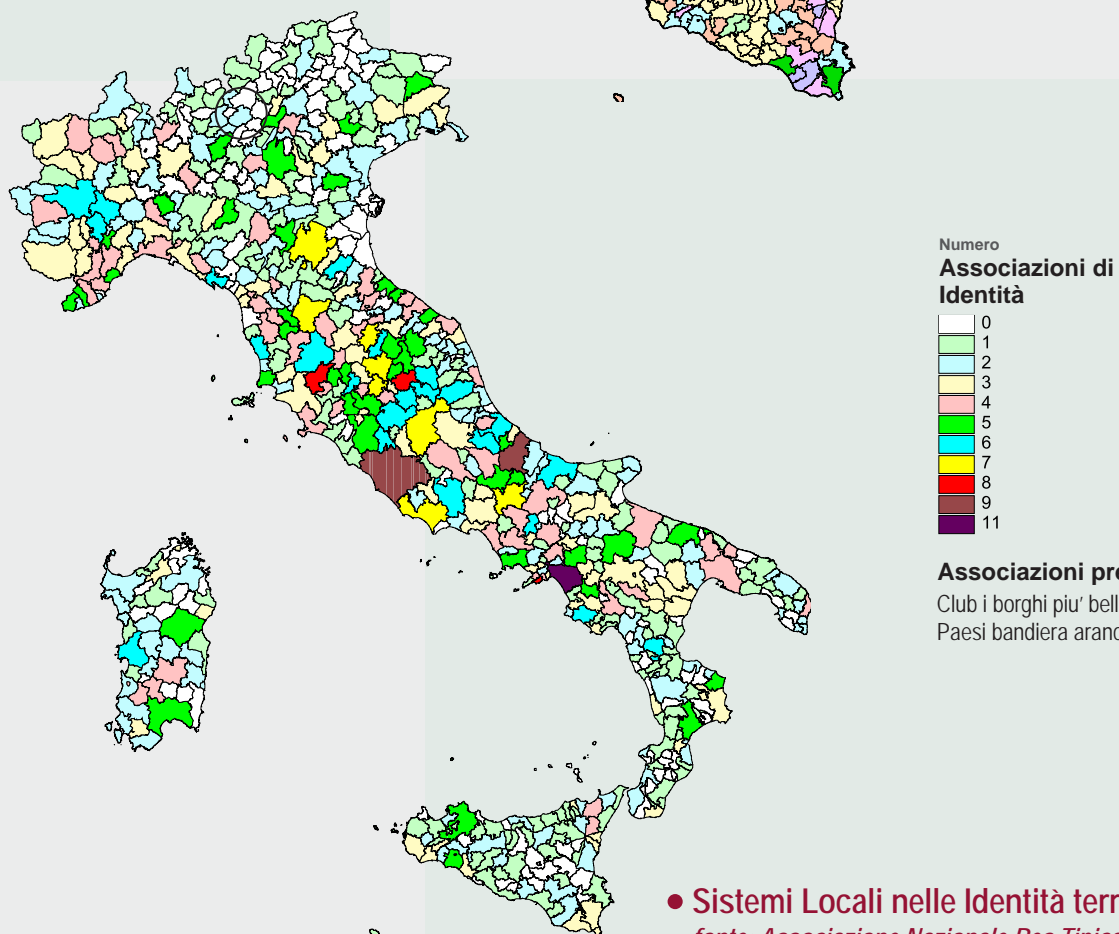 Numero
Associazioni di
Identità
0
1
2
3
4
5
6
7
8
9
11
Associazioni pro
Club i borghi piu' bell
Paesi bandiera aranc
• Sistemi Locali nelle Identità terr